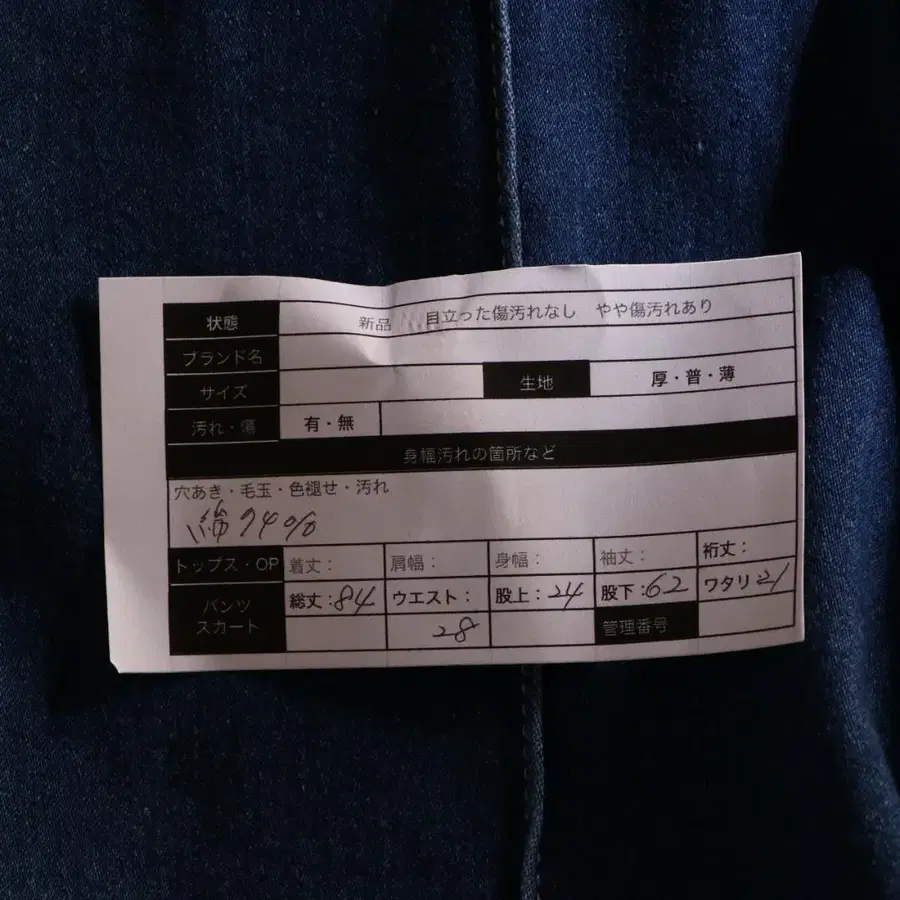 状態 新品 目立った傷汚れなし やや傷汚れあり
ブランド名
サイズ 生地 厚・普・薄
汚れ・傷 有・無
身幅汚れの箇所など
穴あき・毛玉・色褪せ・汚れ
綿94%
トップス・OP 着丈: 肩幅: 身幅: 袖丈: 裄丈:
パンツ 総丈:84 ウエスト: 股上:24 股下:62 ワタリ21
スカート 28 管理番号